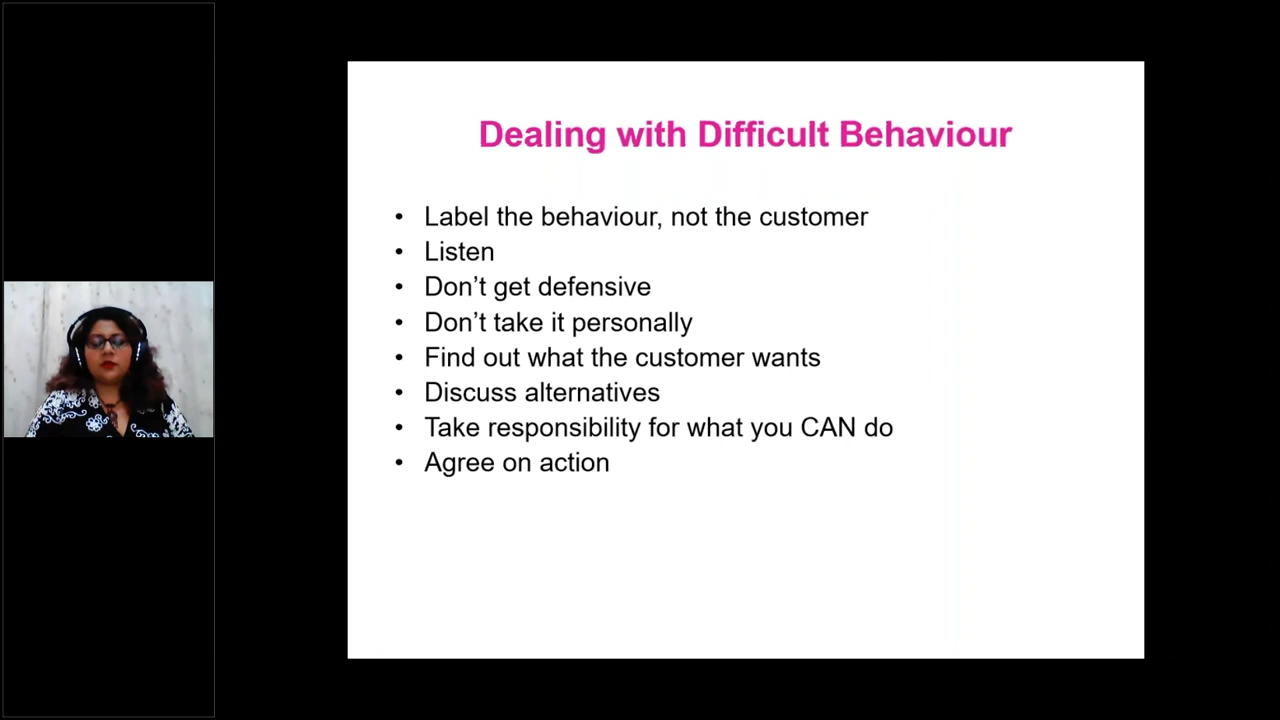 Dealing with Difficult Behaviour
• Label the behaviour, not the customer
• Listen
• Don’t get defensive
• Don’t take it personally
• Find out what the customer wants
• Discuss alternatives
• Take responsibility for what you CAN do
• Agree on action